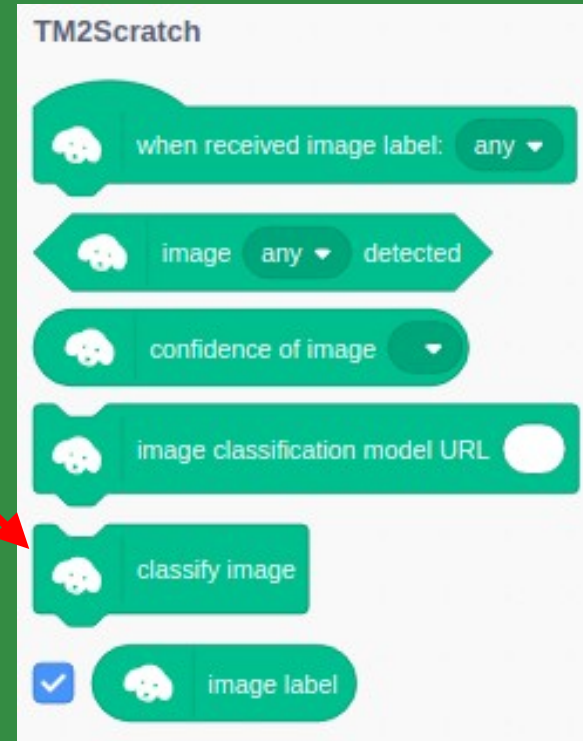 TM2Scratch
when received image label: any
image any detected
confidence of image
image classification model URL
classify image
image label